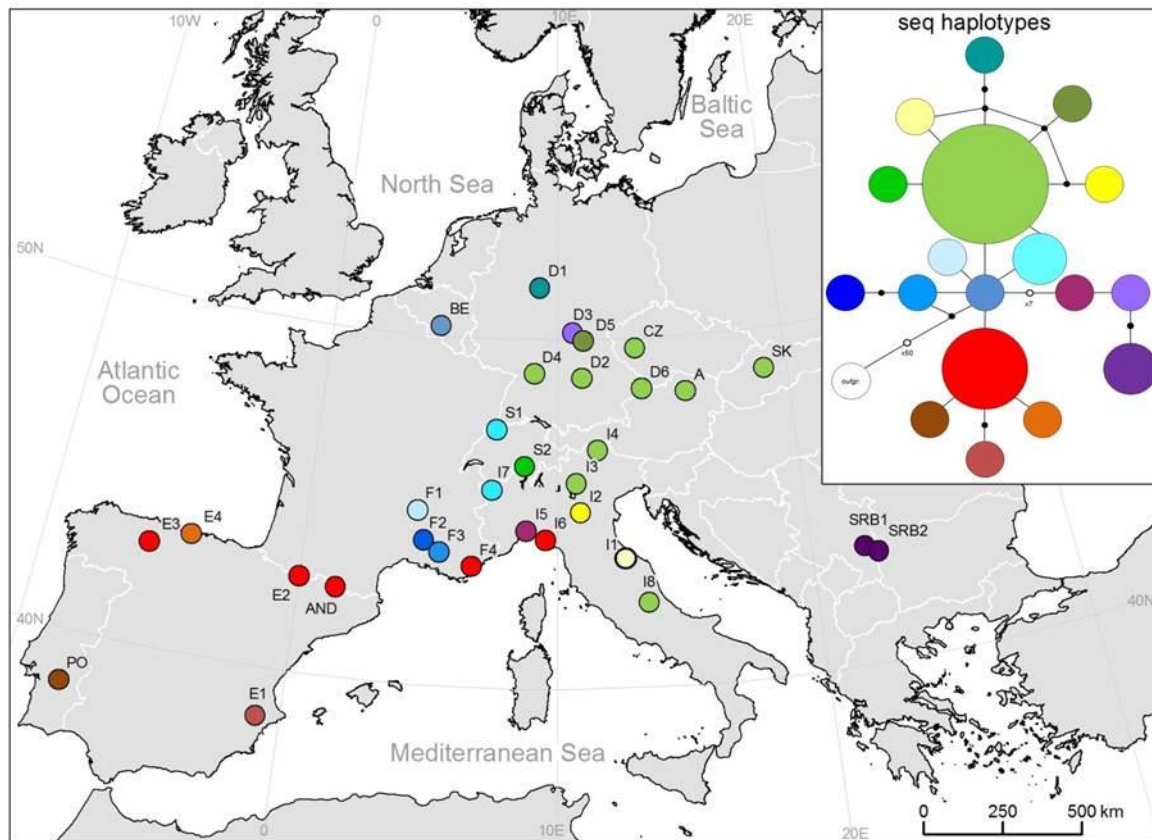 10W
0
10E
20E
seq haplotypes
Baltic
Sea
North Sea
50N
D1
BE
D3
D5
CZ
SK
D4
D2
D6
A
Atlantic
Ocean
S1
S2
I4
I7
I3
I2
F1
F2
F3
I5
I6
F4
I1
I8
E3
E4
E2
AND
SRB1
SRB2
x7
x50
outgr.
40N
40N
PO
E1
Mediterranean Sea
0
10E
20E
0 250 500 km